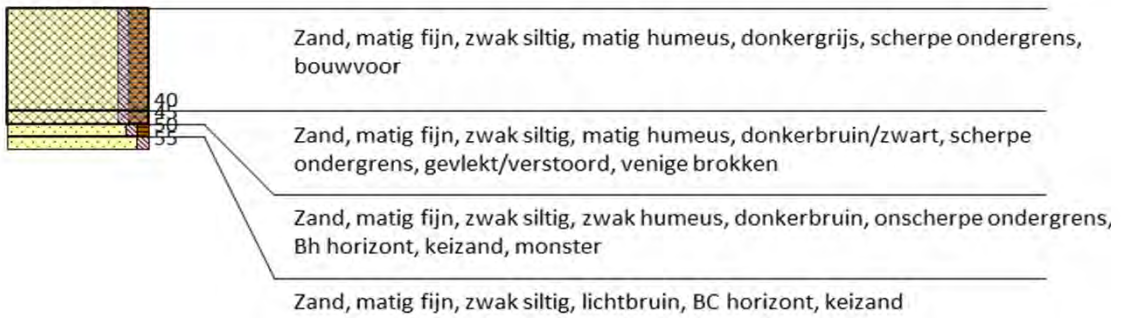 Zand, matig fijn, zwak siltig, matig humeus, donkergrijs, scherpe ondergrens,
bouwvoor
40
45
Zand, matig fijn, zwak siltig, matig humeus, donkerbruin/zwart, scherpe
ondergrens, gevlekt/verstoord, venige brokken
50
55
Zand, matig fijn, zwak siltig, zwak humeus, donkerbruin, onscherpe ondergrens,
Bh horizont, keizand, monster
Zand, matig fijn, zwak siltig, lichtbruin, BC horizont, keizand